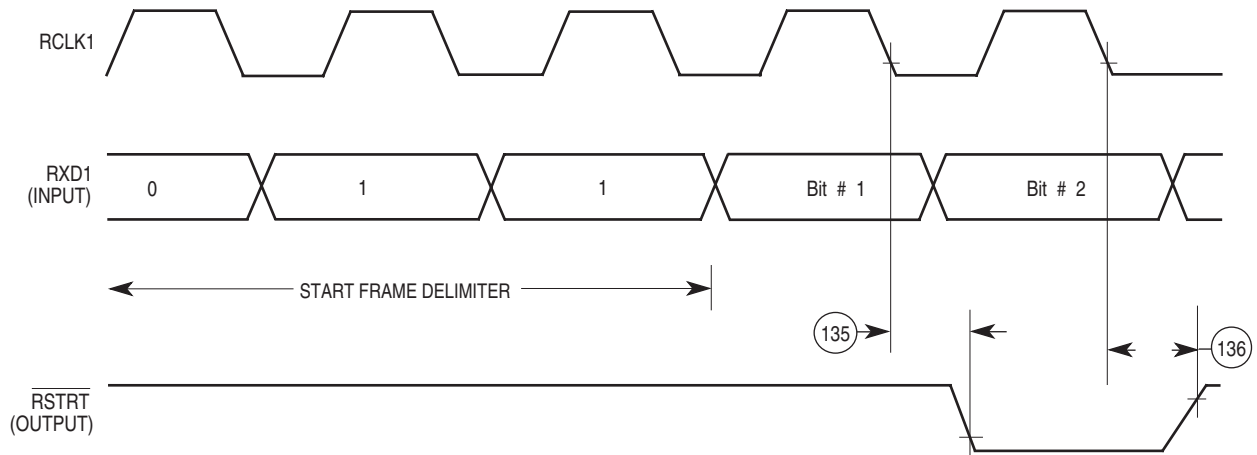 RCLK1
RXD1
(INPUT)
0
1
1
Bit # 1
Bit # 2
START FRAME DELIMITER
135
136
RSTRT
(OUTPUT)